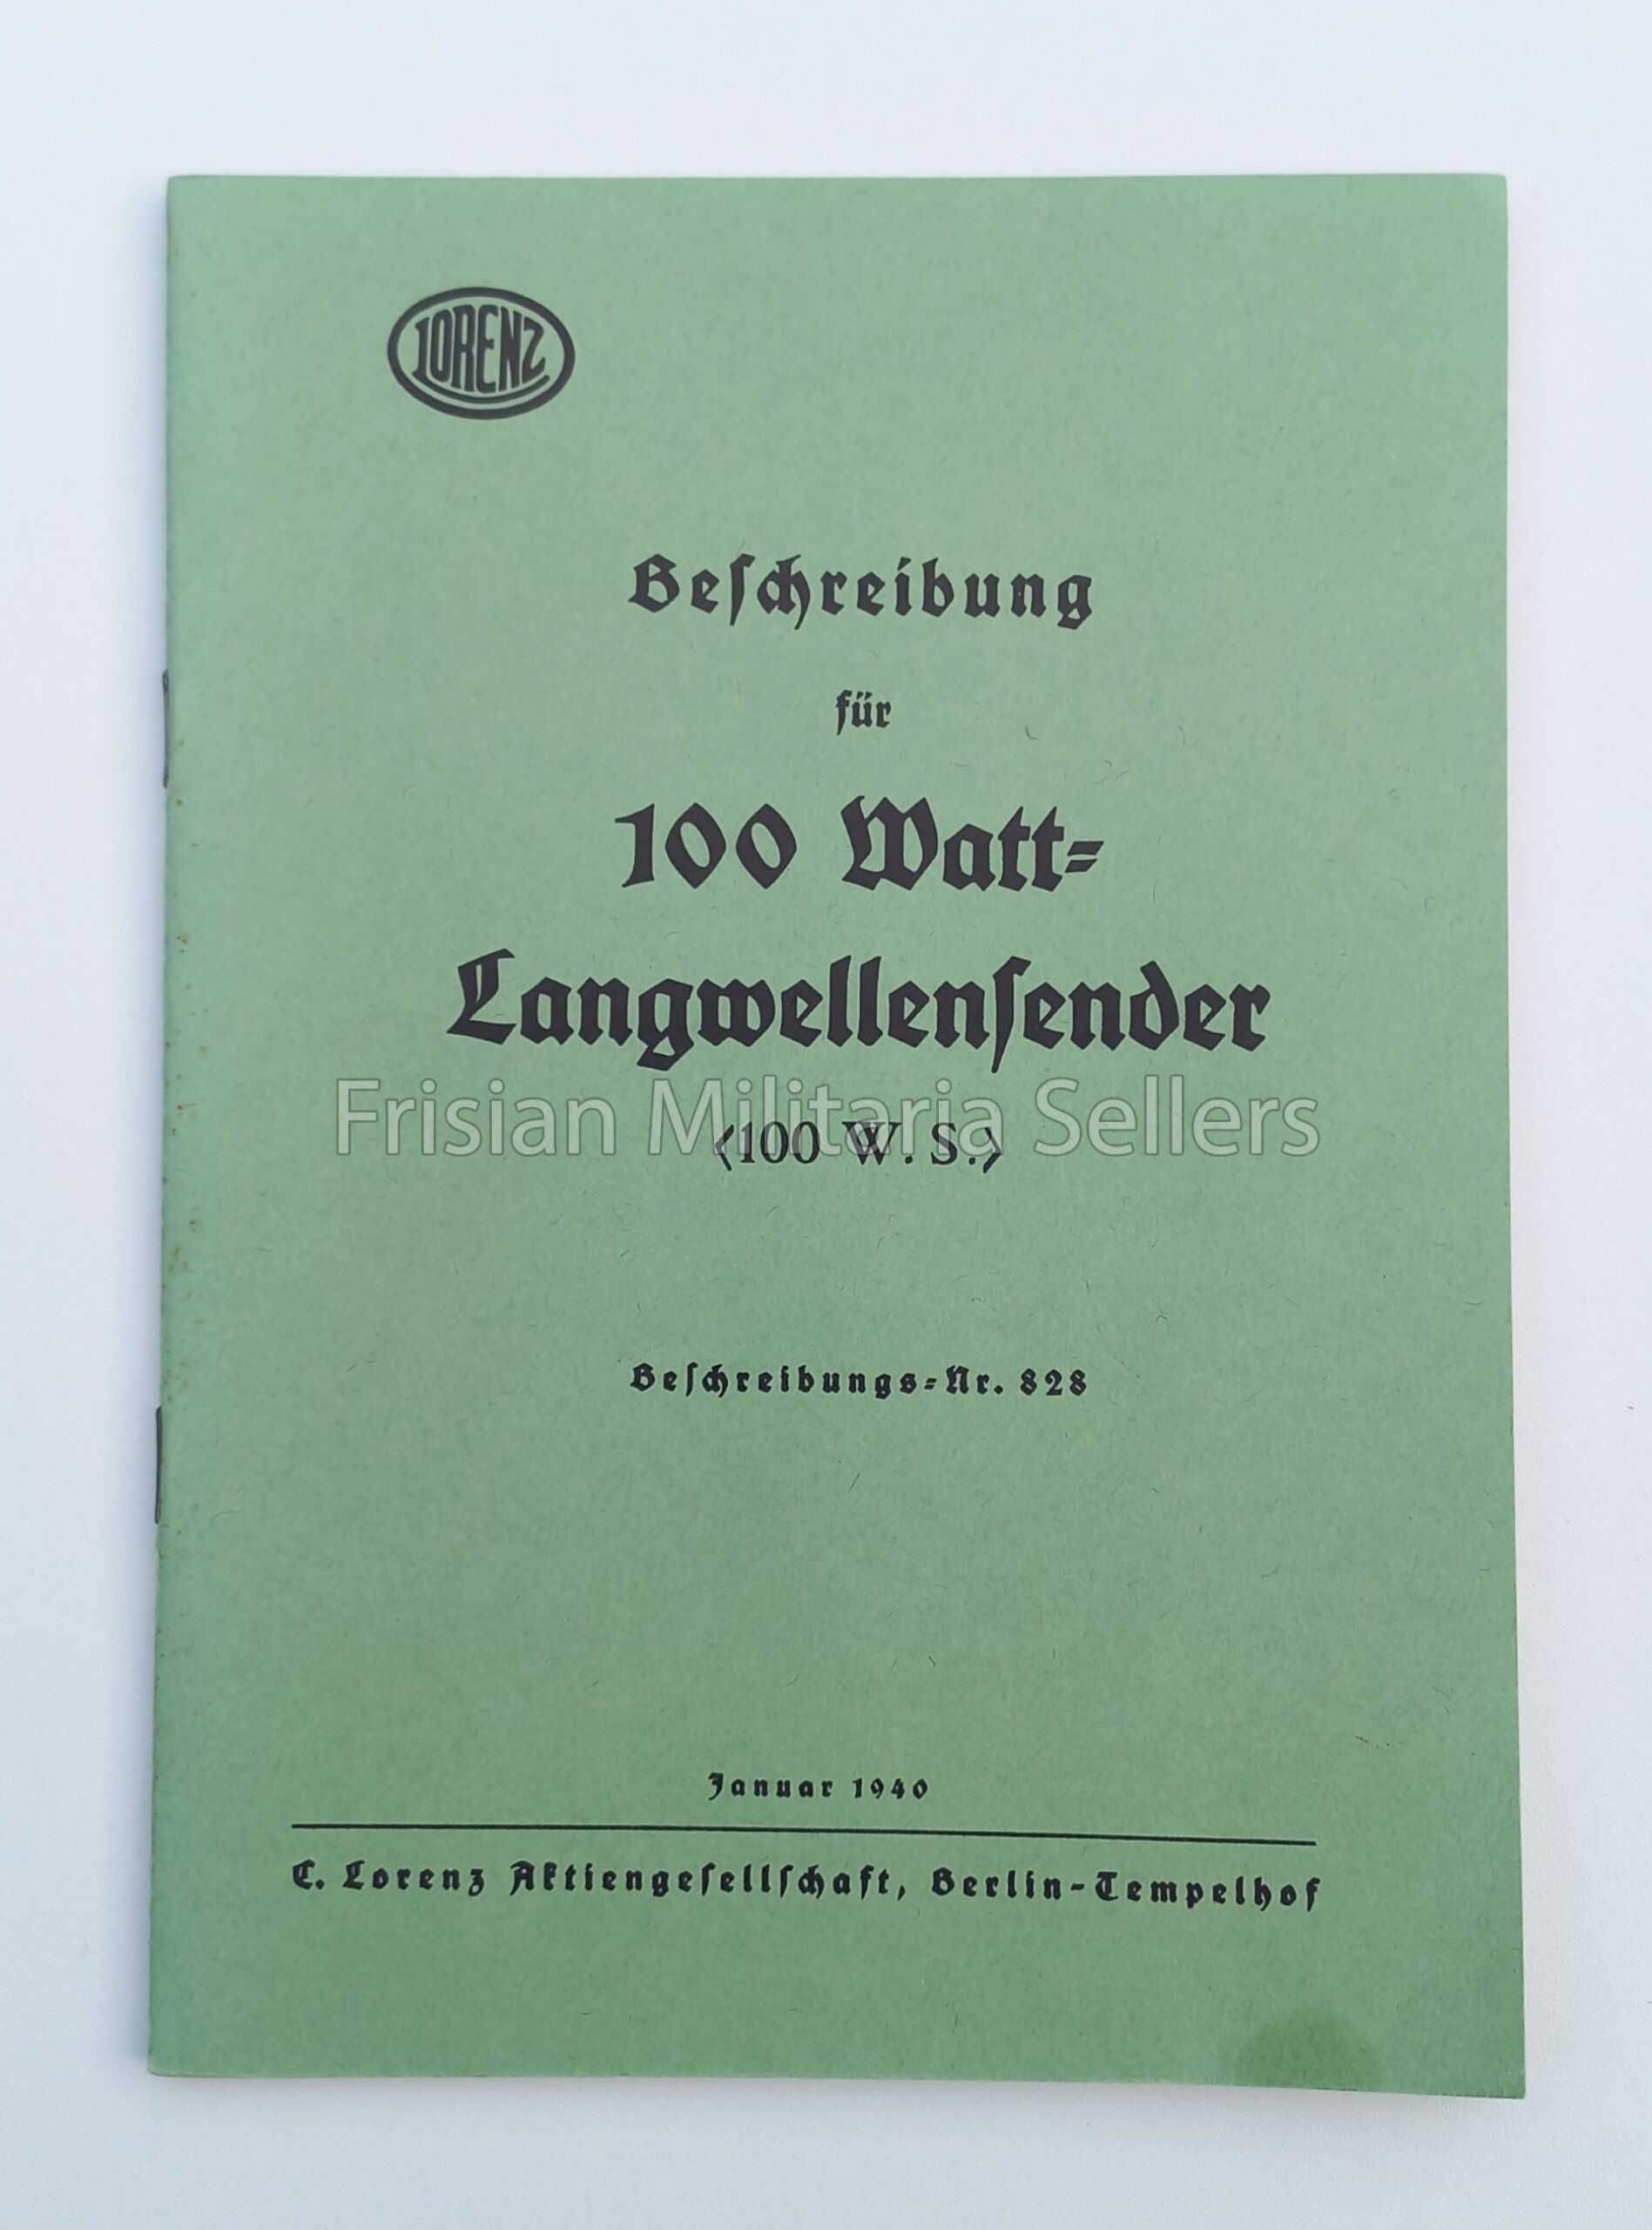 LORENZ
Beſchreibung
für
100 Watt=
Langwellenſender
Frisian Militaria Sellers
(100 W. S.)
Beſchreibungs=Nr. 828
Januar 1940
C. Lorenz Aktiengeſellſchaft, Berlin-Tempelhof